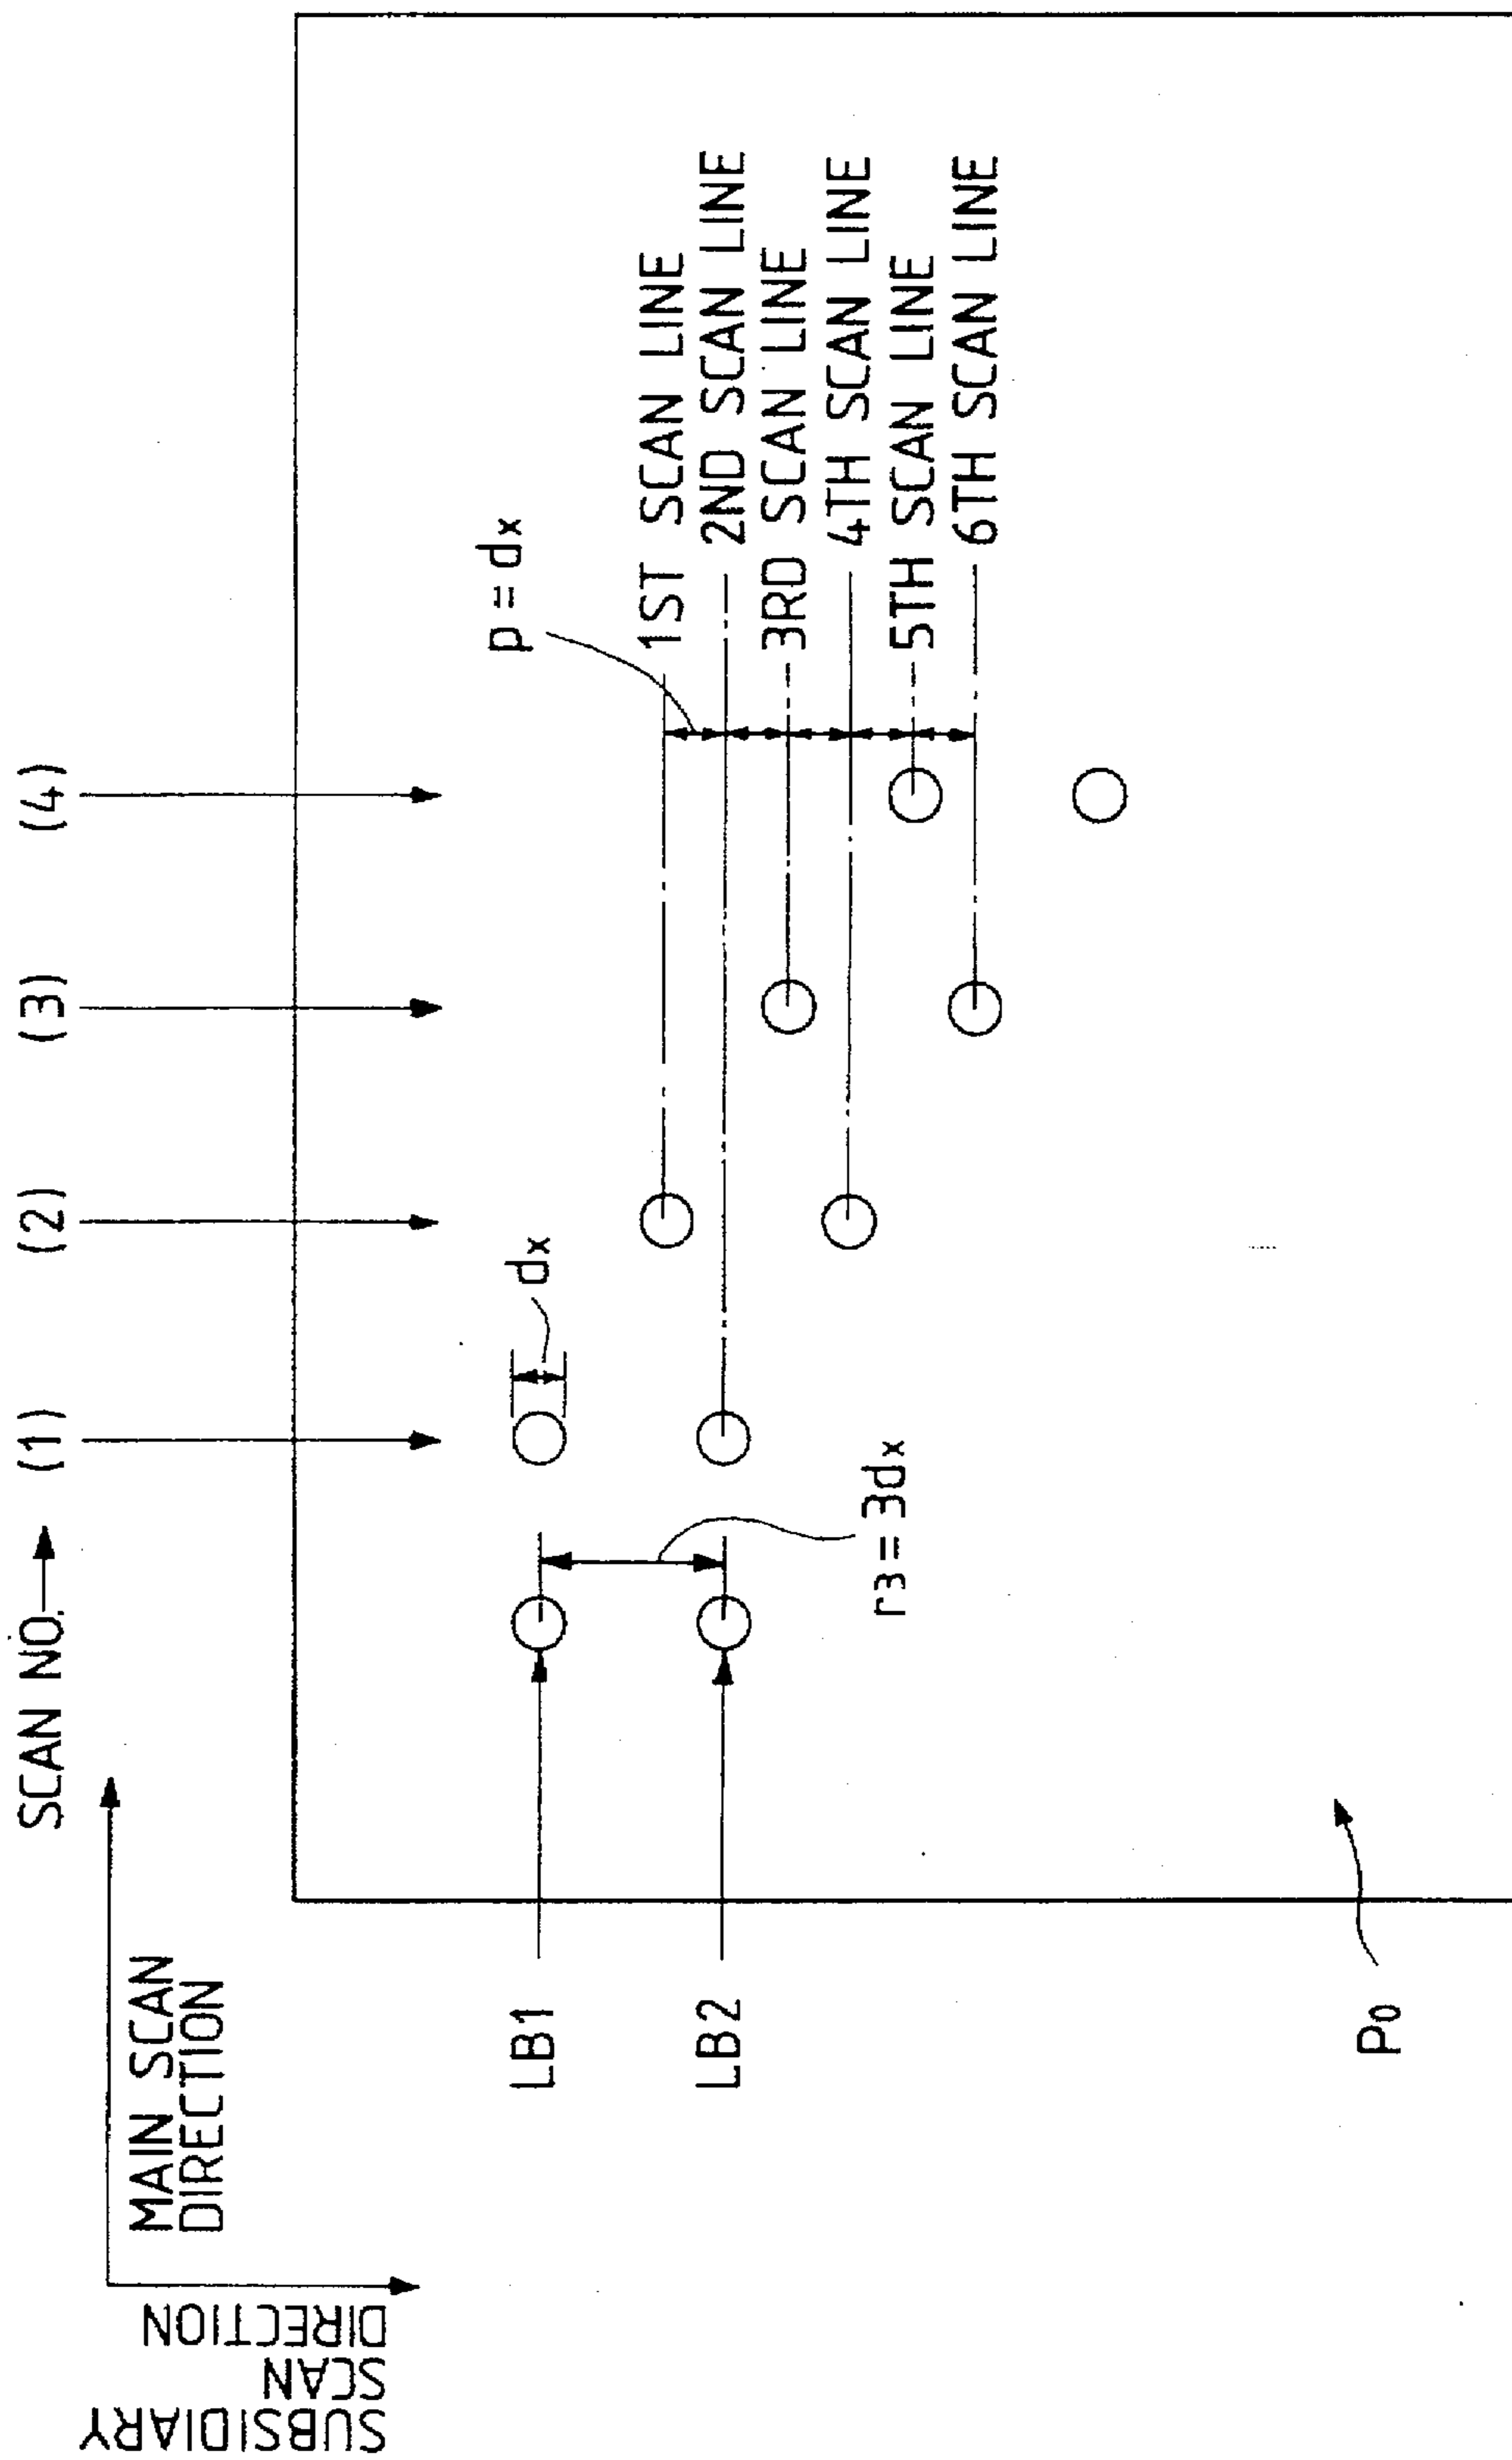 SCAN NO.
(1)
(2)
(3)
(4)
MAIN SCAN
DIRECTION
SUBSIDIARY
SCAN
DIRECTION
LB1
LB2
dx
r3=3dx
p=dx
1ST SCAN LINE
2ND SCAN LINE
3RD SCAN LINE
4TH SCAN LINE
5TH SCAN LINE
6TH SCAN LINE
P0